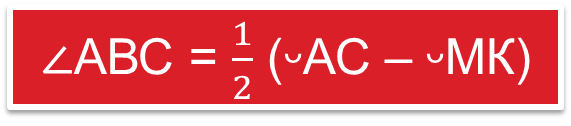 ∠ABC = 1/2 (◡AC – ◡MK)